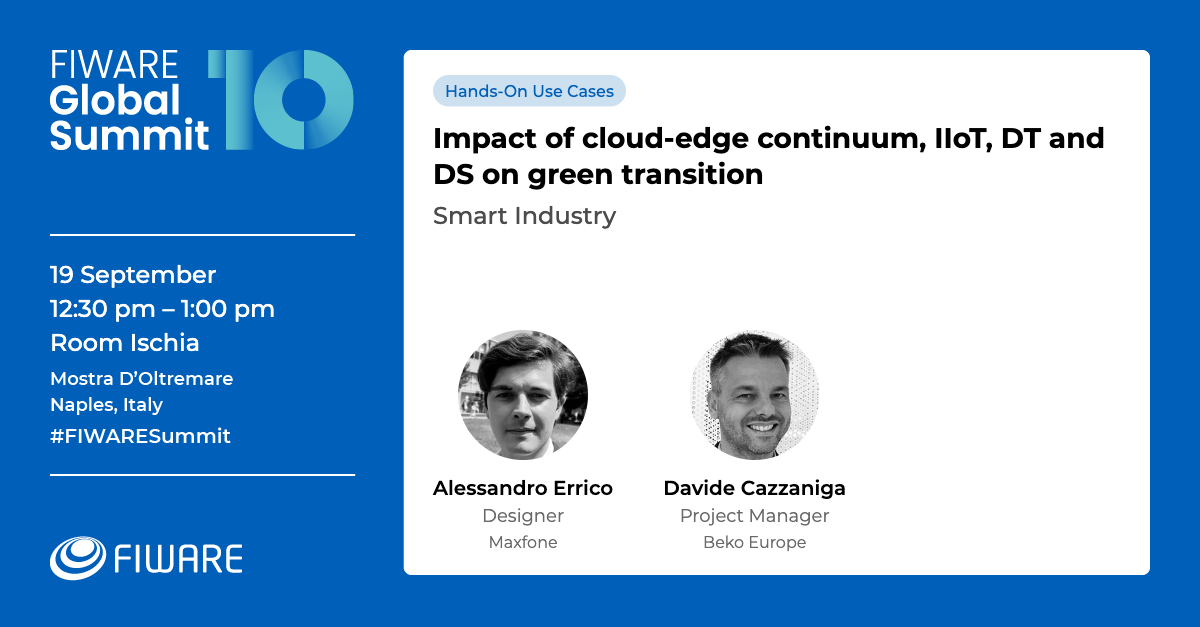 FIWARE
Global
Summit
10
19 September
12:30 pm – 1:00 pm
Room Ischia
Mostra D’Oltremare
Naples, Italy
#FIWARESummit
FIWARE
Hands-On Use Cases
Impact of cloud-edge continuum, IIoT, DT and
DS on green transition
Smart Industry
Alessandro Errico
Designer
Maxfone
Davide Cazzaniga
Project Manager
Beko Europe